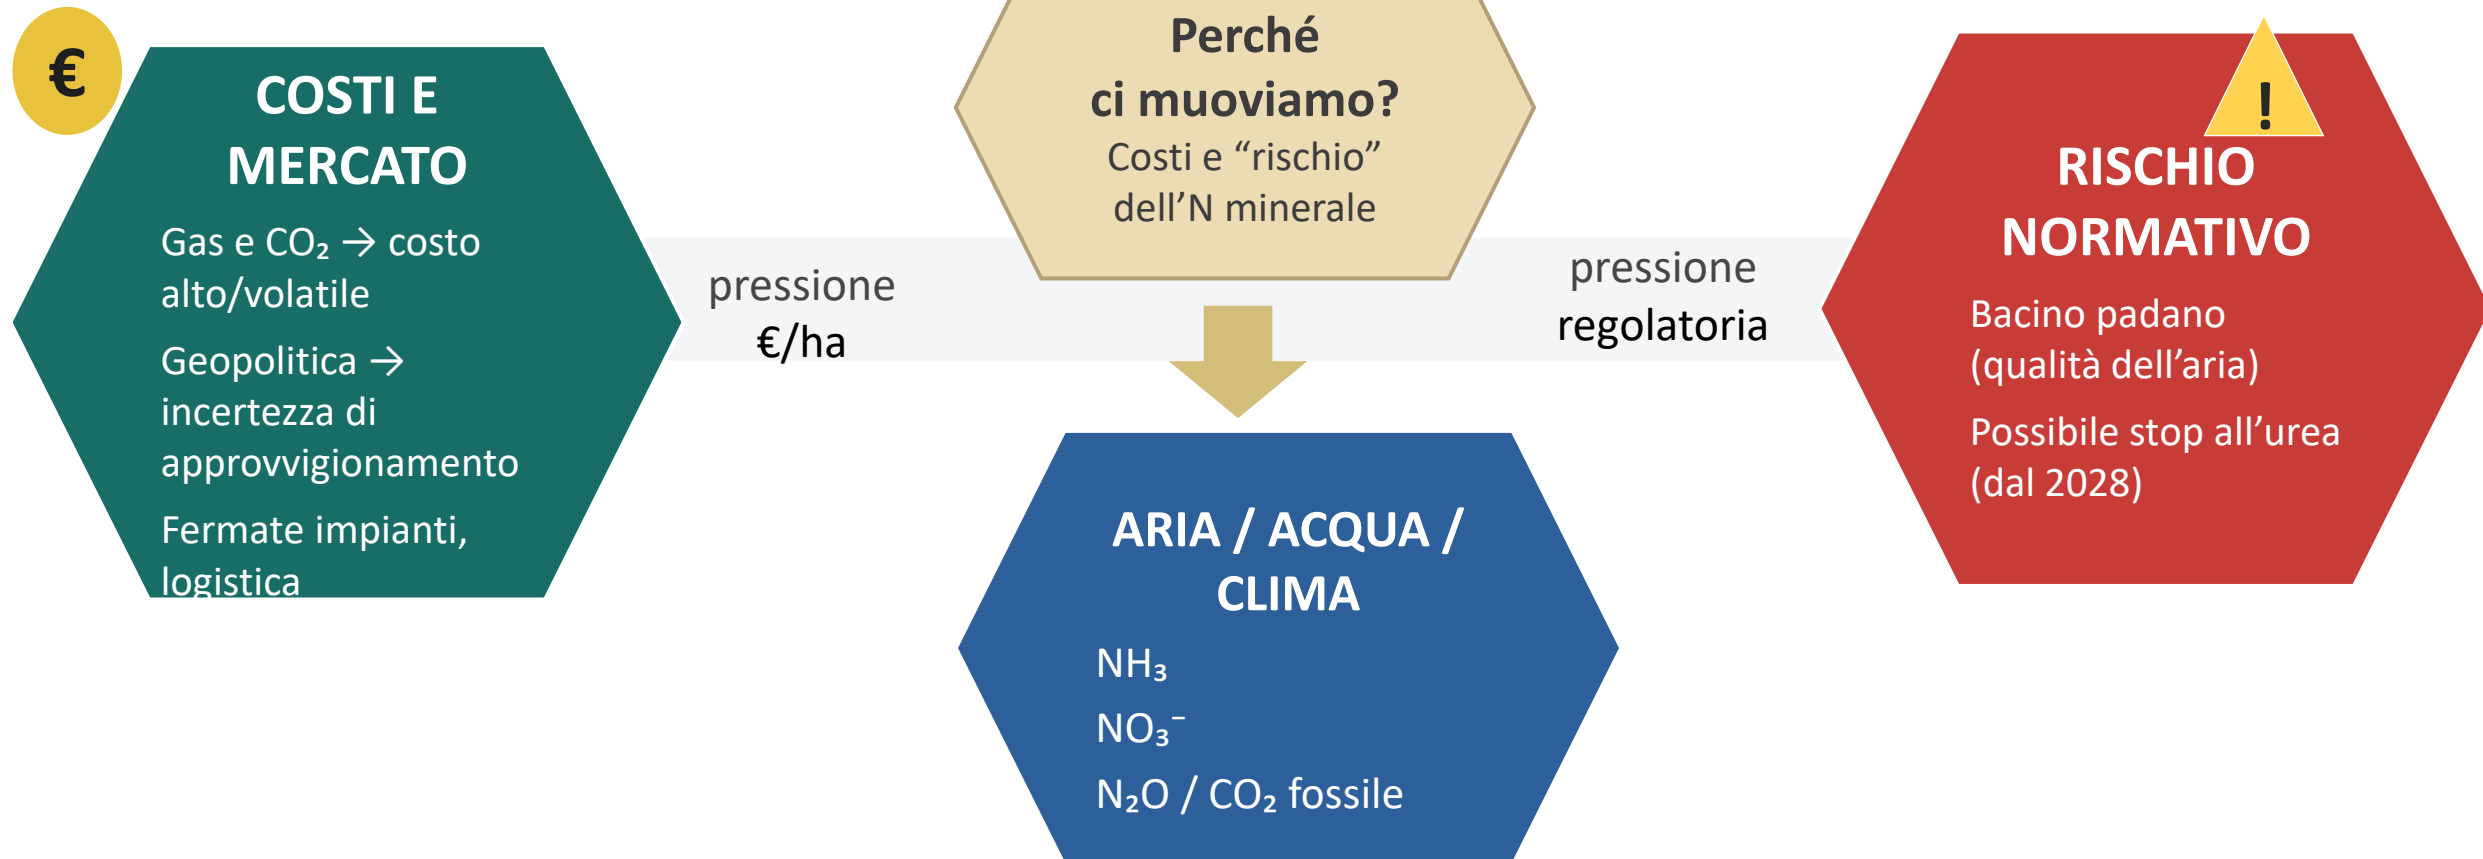 €
COSTI E
MERCATO
Gas e CO₂ → costo
alto/volatile
Geopolitica →
incertezza di
approvvigionamento
Fermate impianti,
logistica
pressione
€/ha
Perché
ci muoviamo?
Costi e “rischio”
dell’N minerale
pressione
regolatoria
!
RISCHIO
NORMATIVO
Bacino padano
(qualità dell’aria)
Possibile stop all’urea
(dal 2028)
ARIA / ACQUA /
CLIMA
NH₃
NO₃⁻
N₂O / CO₂ fossile